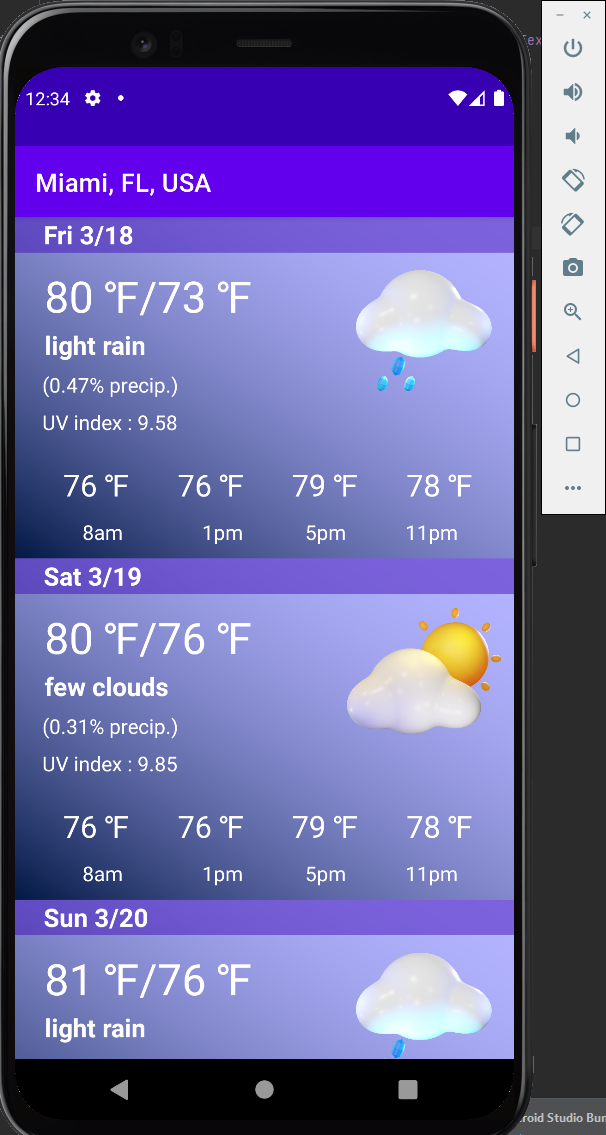 ex
12:34
Miami, FL, USA
Fri 3/18
80 ℉/73 ℉
light rain
(0.47% precip.)
UV index : 9.58
76 ℉ 76 ℉ 79 ℉ 78 ℉
8am 1pm 5pm 11pm
Sat 3/19
80 ℉/76 ℉
few clouds
(0.31% precip.)
UV index : 9.85
76 ℉ 76 ℉ 79 ℉ 78 ℉
8am 1pm 5pm 11pm
Sun 3/20
81 ℉/76 ℉
light rain
roid Studio Bun